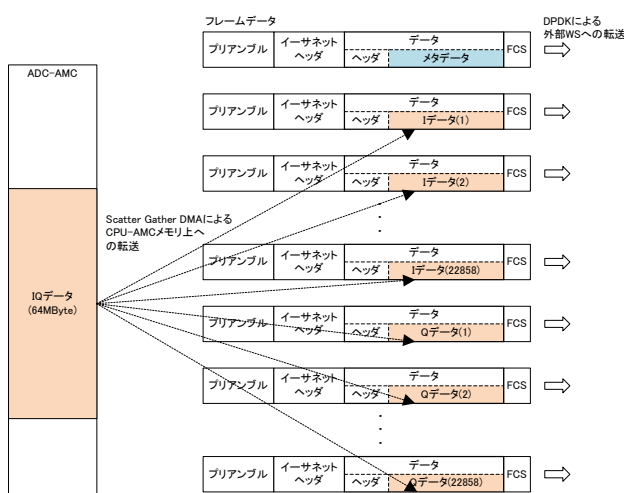 フレームデータ
DPDKによる
外部WSへの転送
プリアンブル イーサネット ヘッダ データ ヘッダ メタデータ FCS
ADC-AMC
プリアンブル イーサネット ヘッダ データ ヘッダ Iデータ(1) FCS
プリアンブル イーサネット ヘッダ データ ヘッダ Iデータ(2) FCS
Scatter Gather DMAによる
CPU-AMCメモリ上へ
の転送
プリアンブル イーサネット ヘッダ データ ヘッダ Iデータ(22858) FCS
IQデータ
(64MByte)
プリアンブル イーサネット ヘッダ データ ヘッダ Qデータ(1) FCS
プリアンブル イーサネット ヘッダ データ ヘッダ Qデータ(2) FCS
プリアンブル イーサネット ヘッダ データ ヘッダ Qデータ(22858) FCS